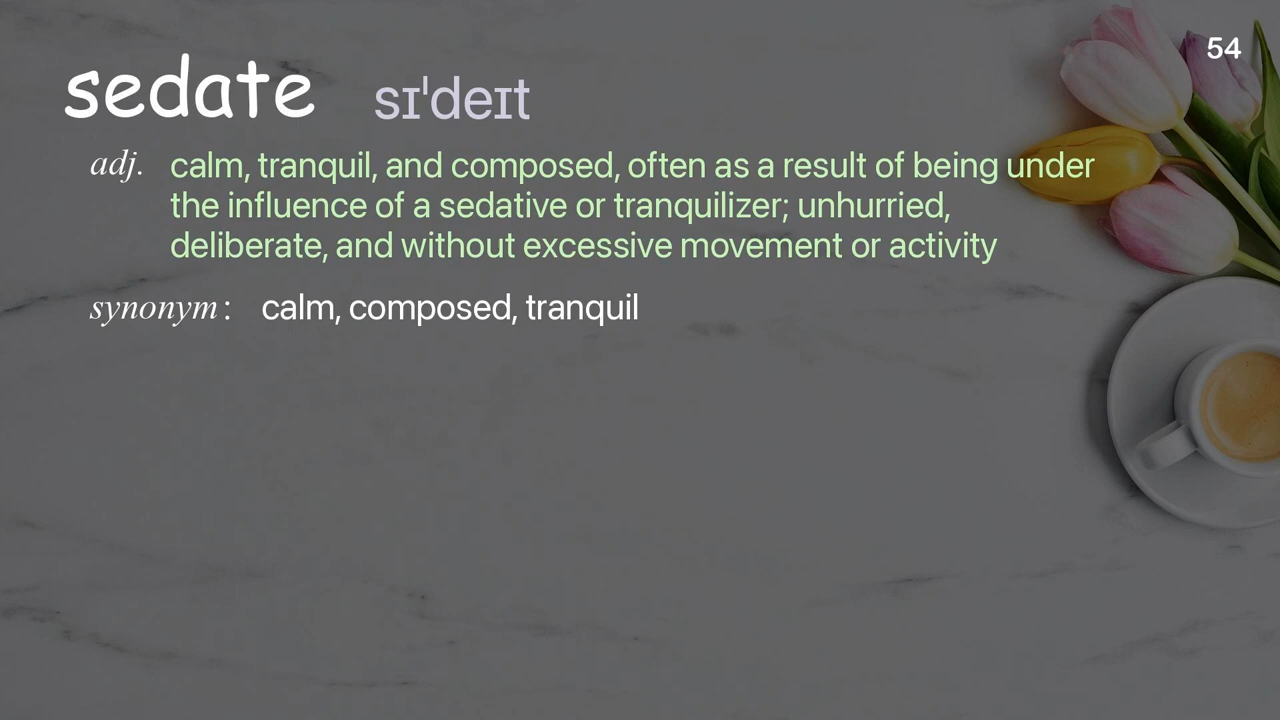 54
sedate sɪˈdeɪt
adj. calm, tranquil, and composed, often as a result of being under
the influence of a sedative or tranquilizer; unhurried,
deliberate, and without excessive movement or activity
synonym: calm, composed, tranquil